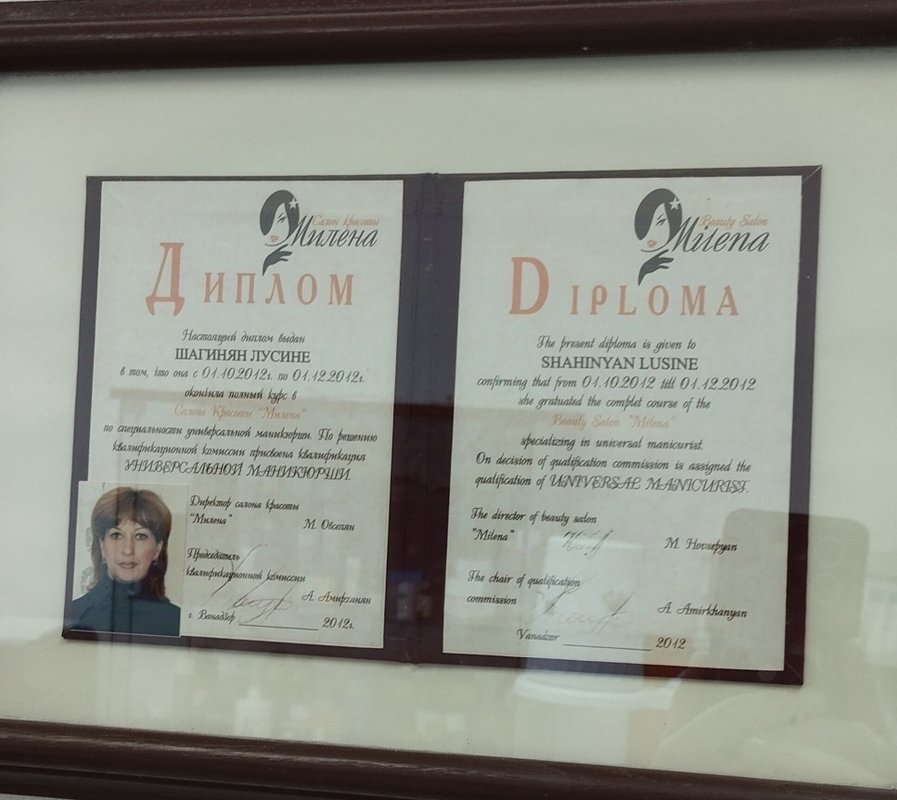 Салон Красоты
Милена
Диплом
Настоящий диплом выдан
ШАГИНЯН ЛУСИНЕ
в том, что она с 01.10.2012г. по 01.12.2012г.
окончила полный курс в
Салоне Красоты "Милена"
по специальности универсальной маникюрши. По решению
квалификационной комиссии присвоена квалификация
УНИВЕРСАЛЬНОЙ МАНИКЮРШИ.
Директор салона красоты
"Милена" М. Овсепян
Председатель
квалификационной комиссии
А. Амирханян
г. Ванадзор 2012г.
Beauty Salon
Milena
Diploma
The present diploma is given to
SHAHINYAN LUSINE
confirming that from 01.10.2012 till 01.12.2012
she gratuated the complet course of the
Beauty Salon "Milena"
specializing in universal manicurist.
On decision of qualification commission is assigned the
qualification of UNIVERSAL MANICURIST.
The director of beauty salon
"Milena" M. Hovsepyan
The chair of qualification
commission
A. Amirkhanyan
Vanadzor 2012